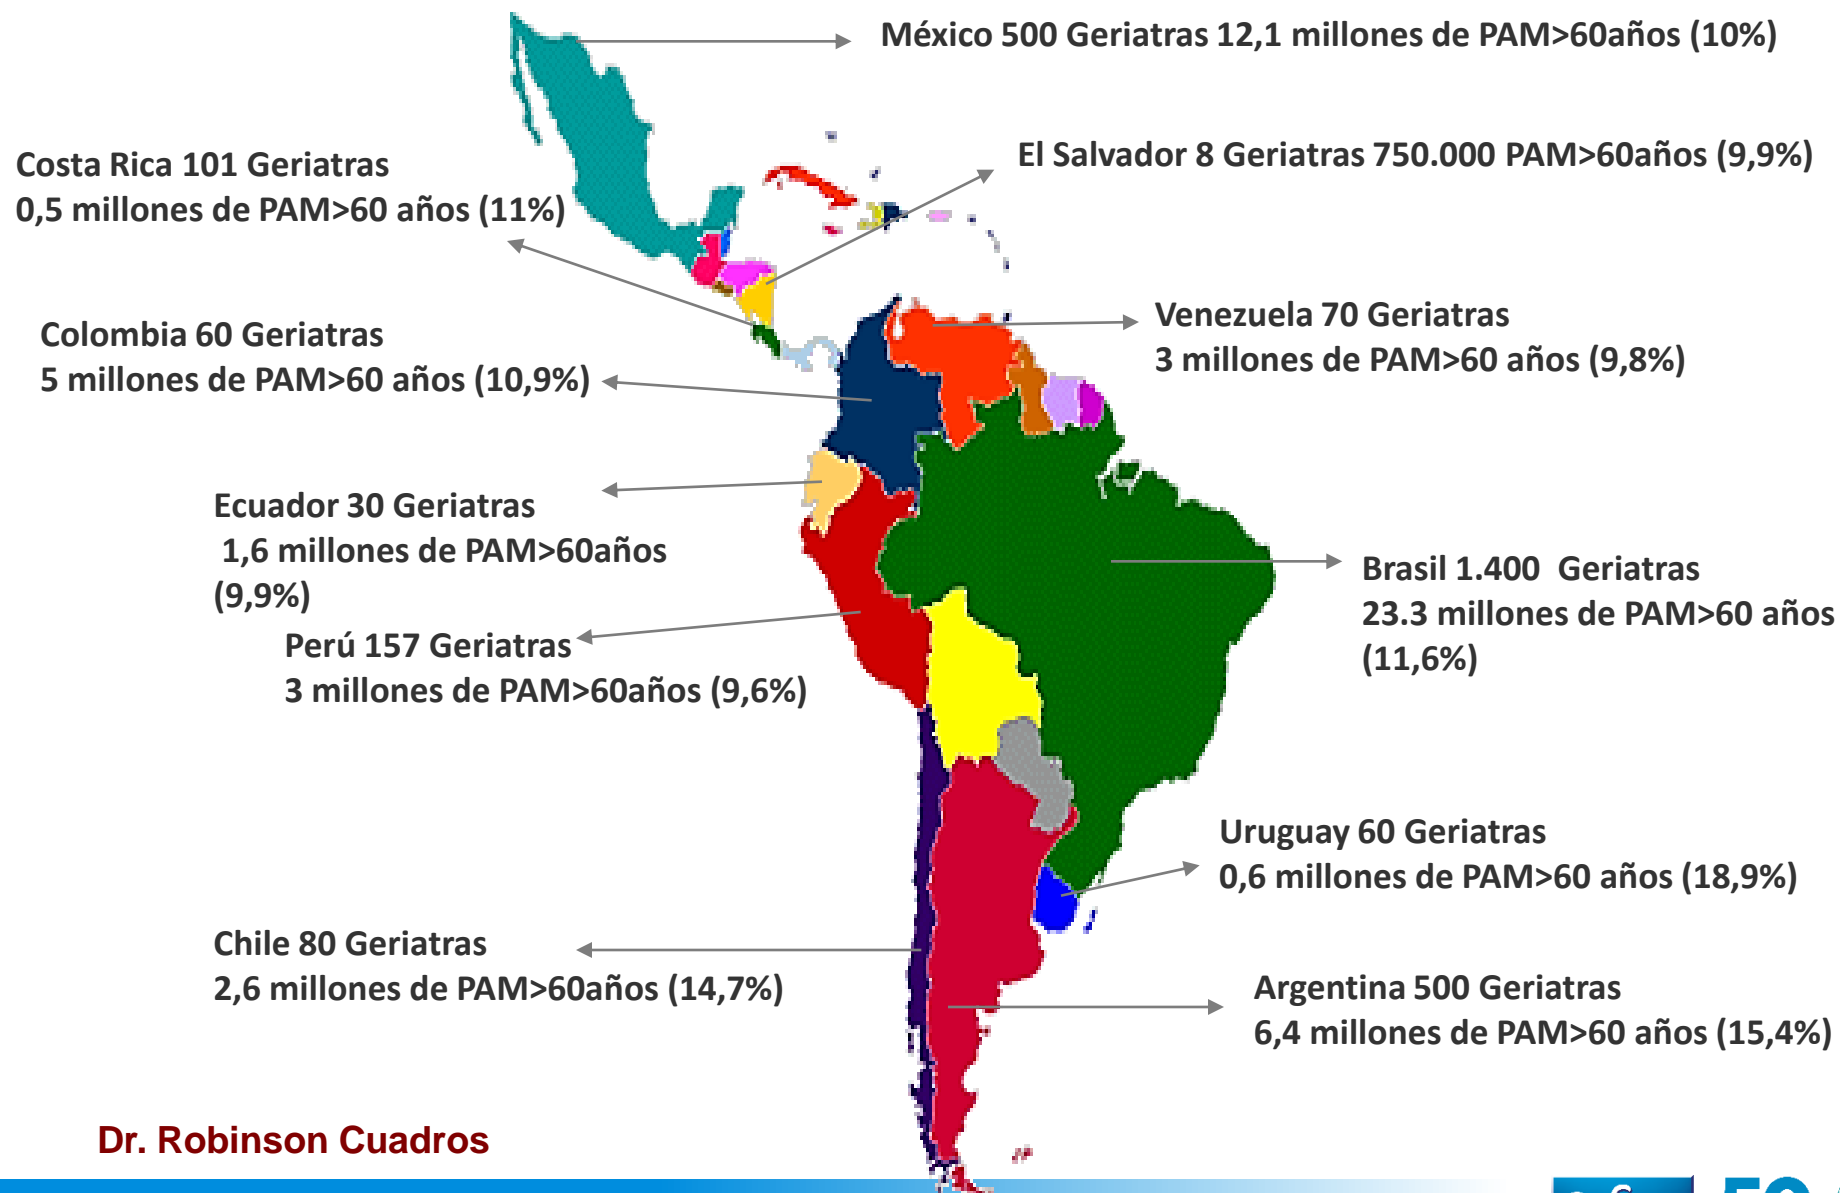 México 500 Geriatras 12,1 millones de PAM>60años (10%)
El Salvador 8 Geriatras 750.000 PAM>60años (9,9%)
Costa Rica 101 Geriatras
0,5 millones de PAM>60 años (11%)
Venezuela 70 Geriatras
3 millones de PAM>60 años (9,8%)
Colombia 60 Geriatras
5 millones de PAM>60 años (10,9%)
Ecuador 30 Geriatras
1,6 millones de PAM>60años
(9,9%)
Brasil 1.400 Geriatras
23.3 millones de PAM>60 años
(11,6%)
Perú 157 Geriatras
3 millones de PAM>60años (9,6%)
Uruguay 60 Geriatras
0,6 millones de PAM>60 años (18,9%)
Chile 80 Geriatras
2,6 millones de PAM>60años (14,7%)
Argentina 500 Geriatras
6,4 millones de PAM>60 años (15,4%)
Dr. Robinson Cuadros